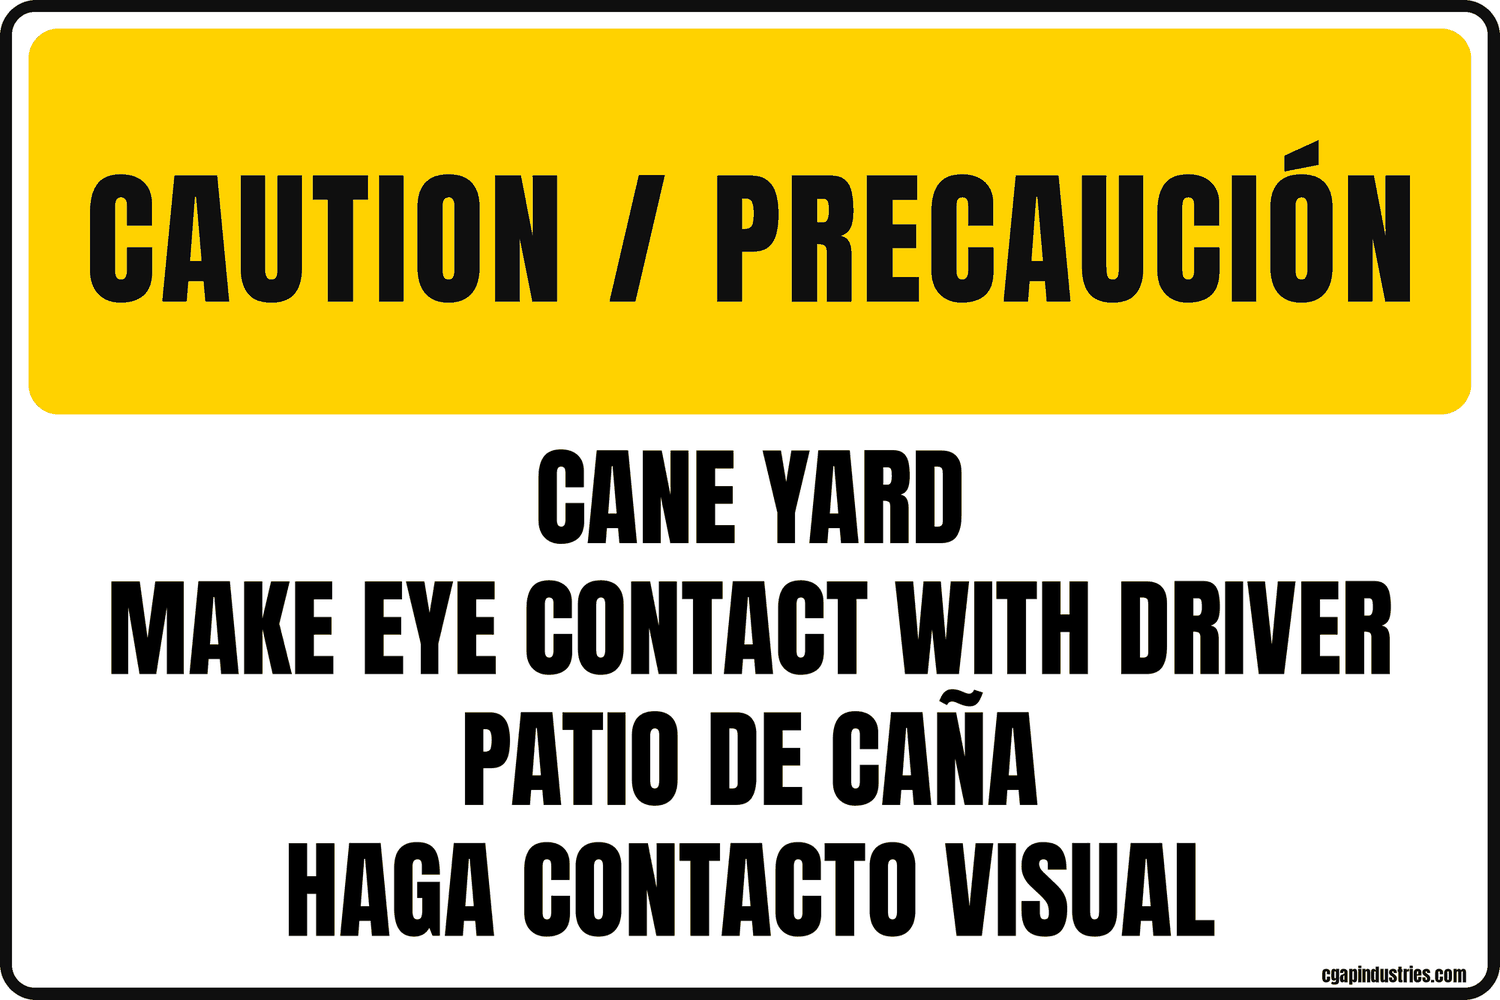 CAUTION / PRECAUCIÓN
CANE YARD
MAKE EYE CONTACT WITH DRIVER
PATIO DE CAÑA
HAGA CONTACTO VISUAL
cgapindustries.com